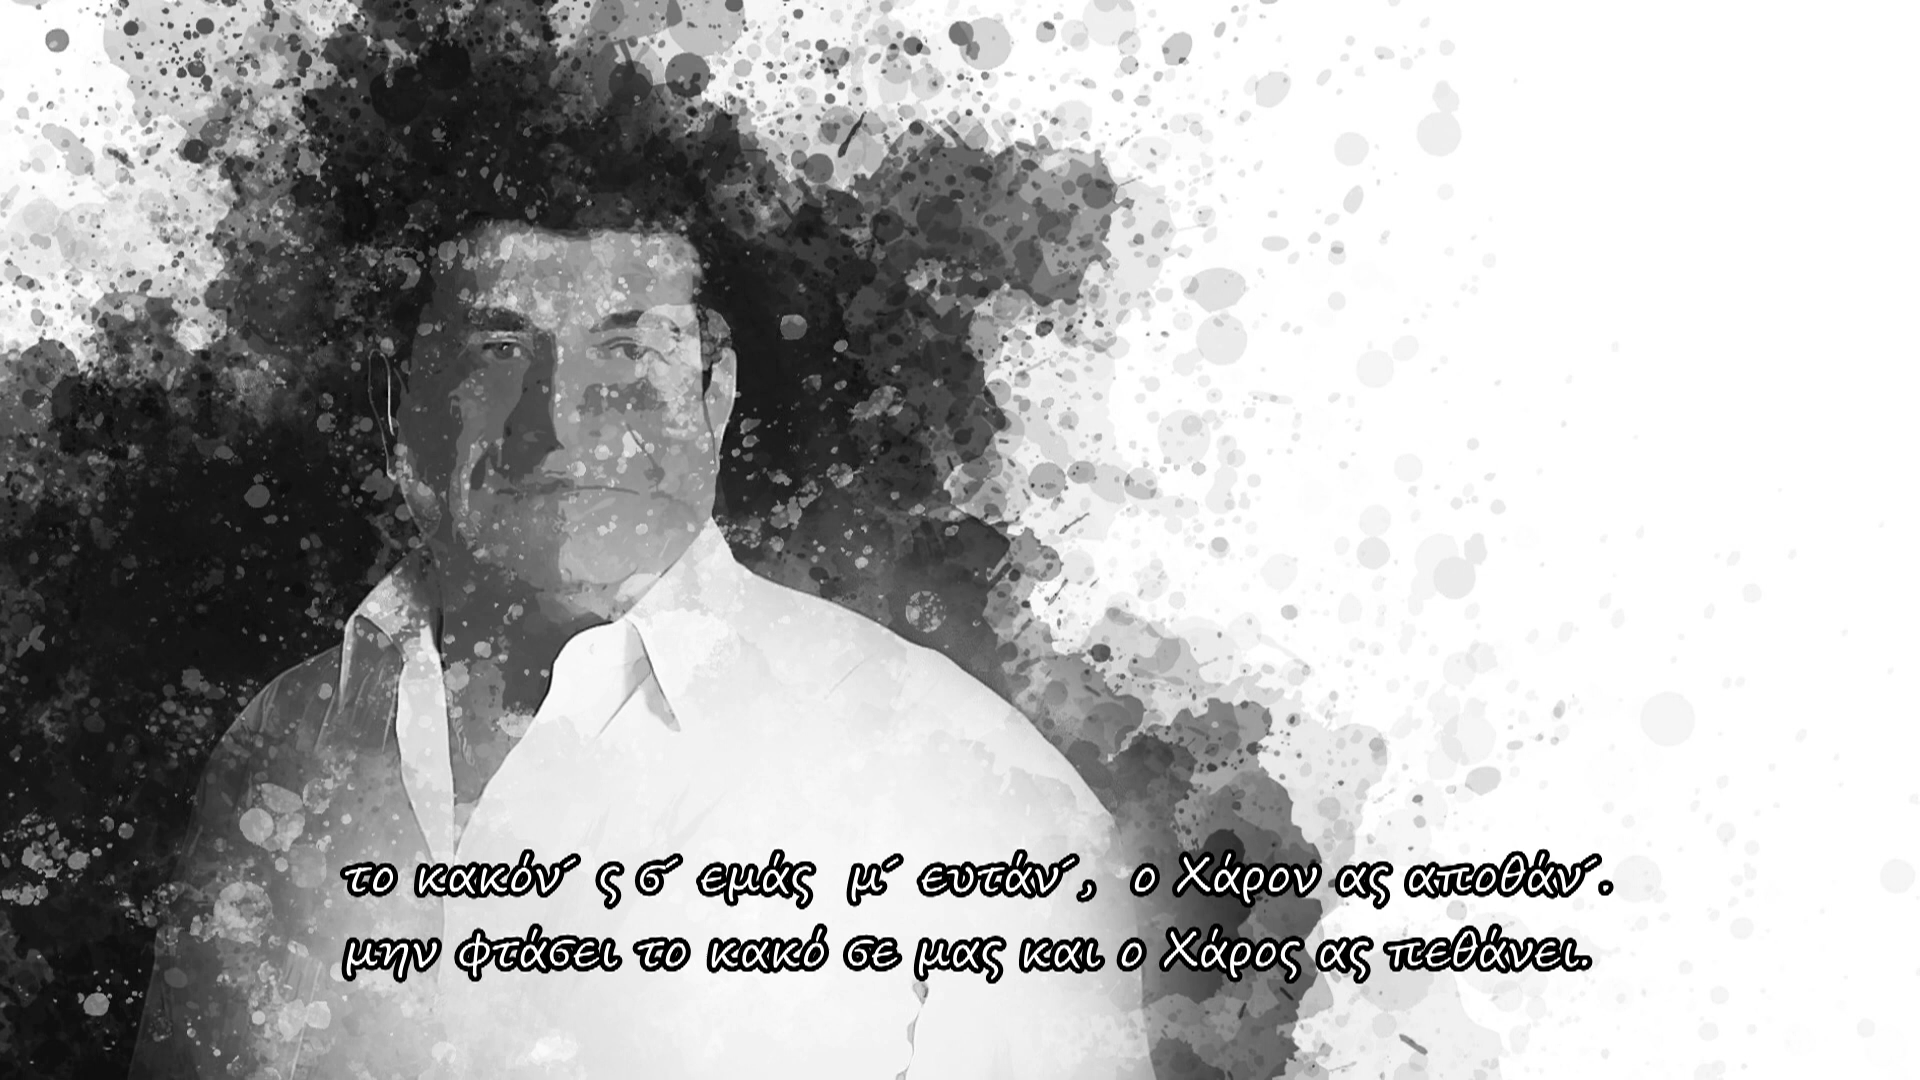 το κακόν΄ ς σ΄ εμάς μ΄ ευτάν΄, ο Χάρον ας αποθάν΄.
μην φτάσει το κακό σε μας και ο Χάρος ας πεθάνει.